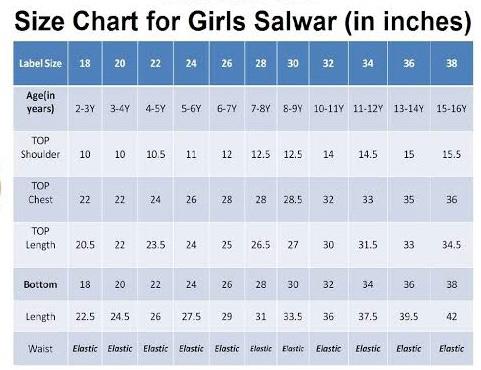 Size Chart for Girls Salwar (in inches)
Label Size 18 20 22 24 26 28 30 32 34 36 38
Age(in years) 2-3Y 3-4Y 4-5Y 5-6Y 6-7Y 7-8Y 8-9Y 10-11Y 11-12Y 13-14Y 15-16Y
TOP Shoulder 10 10 10.5 11 12 12.5 12.5 14 14.5 15 15.5
TOP Chest 22 22 24 26 28 28 28.5 32 33 35 36
TOP Length 20.5 22 23.5 24 25 26.5 27 30 31.5 33 34.5
Bottom 18 20 22 24 26 28 30 32 34 36 38
Length 22.5 24.5 26 27.5 29 31 33.5 36 37.5 39.5 42
Waist Elastic Elastic Elastic Elastic Elastic Elastic Elastic Elastic Elastic Elastic Elastic